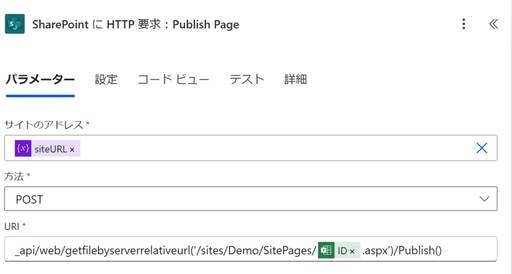 SharePoint に HTTP 要求：Publish Page
パラメーター 設定 コード ビュー テスト 詳細
サイトのアドレス *
siteURL ×
方法 *
POST
URI *
_api/web/getfilebyserverrelativeurl('/sites/Demo/SitePages/ ID × .aspx')/Publish()